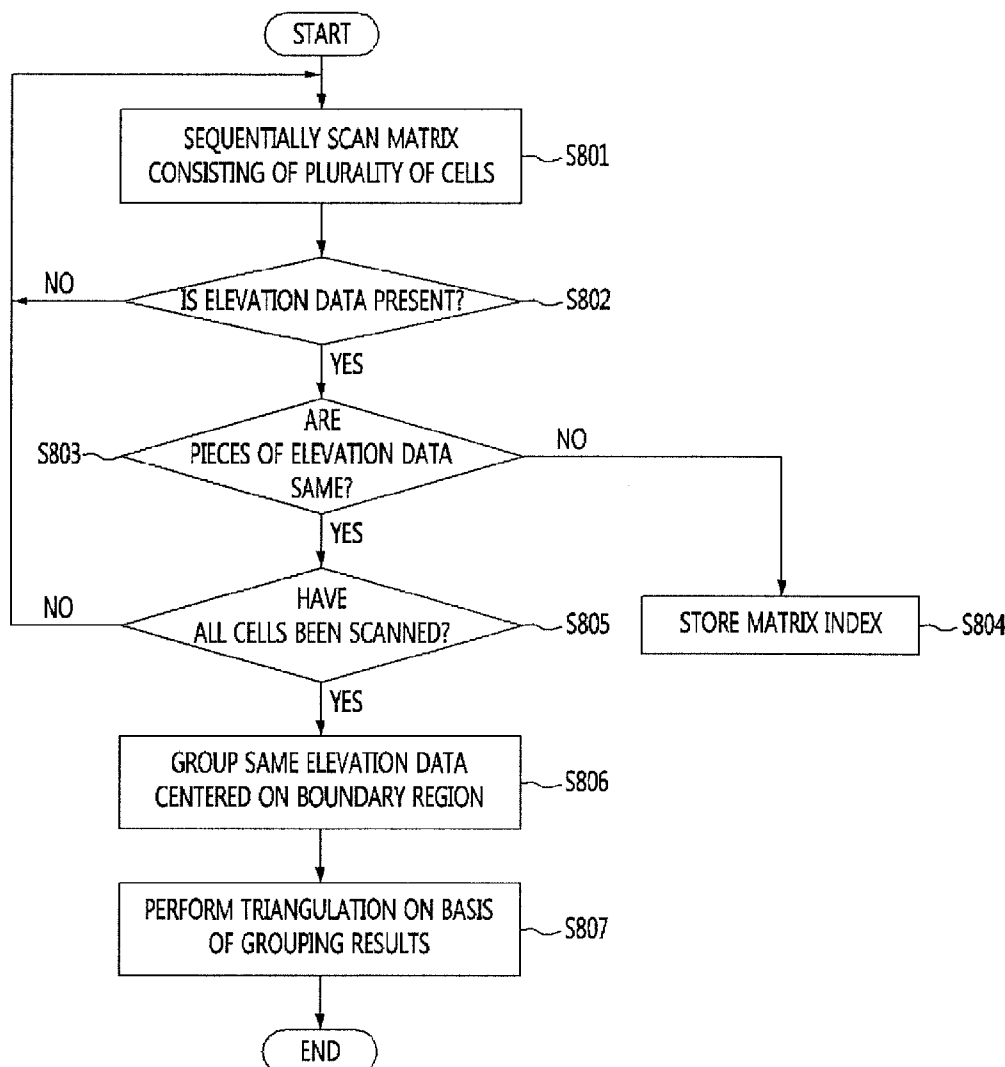 START
SEQUENTIALLY SCAN MATRIX
CONSISTING OF PLURALITY OF CELLS
S801
NO
IS ELEVATION DATA PRESENT?
S802
YES
ARE
PIECES OF ELEVATION DATA
SAME?
S803
NO
YES
STORE MATRIX INDEX
S804
NO
HAVE
ALL CELLS BEEN SCANNED?
S805
YES
GROUP SAME ELEVATION DATA
CENTERED ON BOUNDARY REGION
S806
PERFORM TRIANGULATION ON BASIS
OF GROUPING RESULTS
S807
END